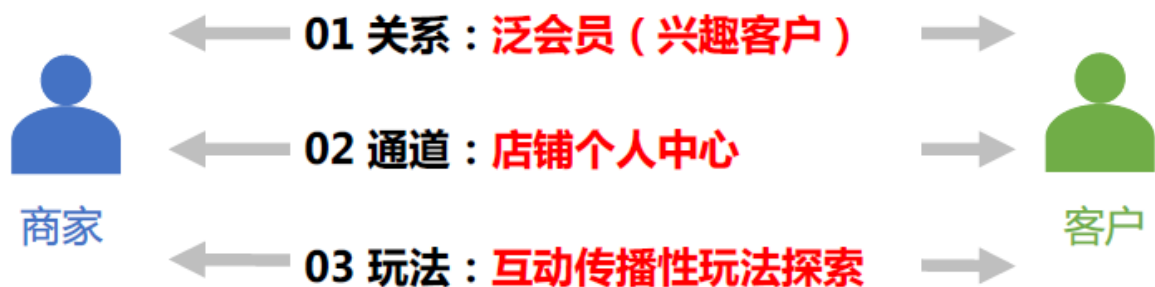 01 关系：泛会员（兴趣客户）
02 通道：店铺个人中心
商家
客户
03 玩法：互动传播性玩法探索